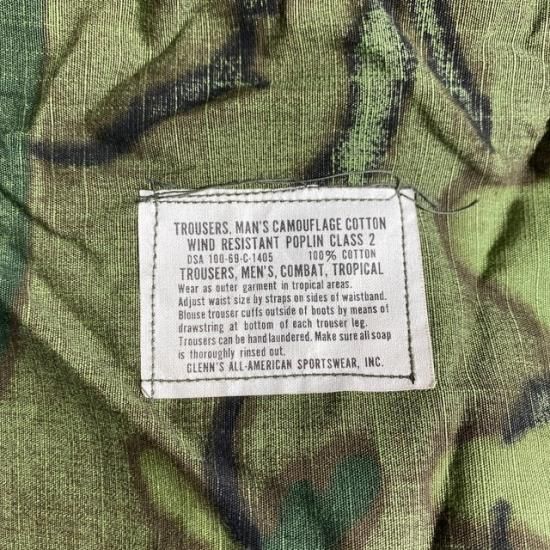 TROUSERS, MAN'S CAMOUFLAGE COTTON
WIND RESISTANT POPLIN CLASS 2
DSA 100-69-C-1405 100% COTTON
TROUSERS, MEN'S, COMBAT, TROPICAL
Wear as outer garment in tropical areas.
Adjust waist size by straps on sides of waistband.
Blouse trouser cuffs outside of boots by means of
drawstring at bottom of each trouser leg.
Trousers can be hand laundered. Make sure all soap
is thoroughly rinsed out.
GLENN'S ALL-AMERICAN SPORTSWEAR, INC.